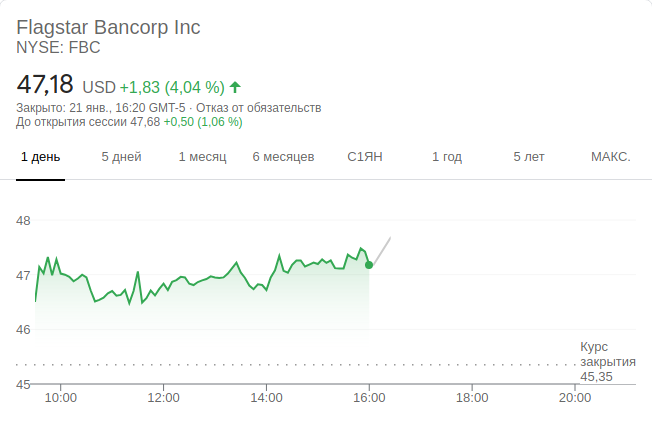 Flagstar Bancorp Inc
NYSE: FBC
47,18 USD +1,83 (4,04 %)
Закрыто: 21 янв., 16:20 GMT-5 · Отказ от обязательств
До открытия сессии 47,68 +0,50 (1,06 %)
1 день 5 дней 1 месяц 6 месяцев С1ЯН 1 год 5 лет МАКС.
48
47
46
Курс
закрытия
45,35
45
10:00 12:00 14:00 16:00 18:00 20:00